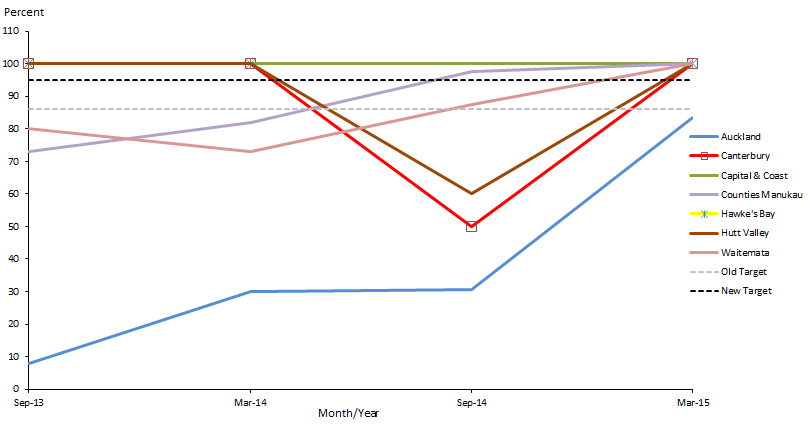 Percent
110
100
90
80
70
60
50
40
30
20
10
0
Sep-13 Mar-14 Sep-14 Mar-15
Month/Year
Auckland
Canterbury
Capital & Coast
Counties Manukau
Hawke's Bay
Hutt Valley
Waitemata
Old Target
New Target